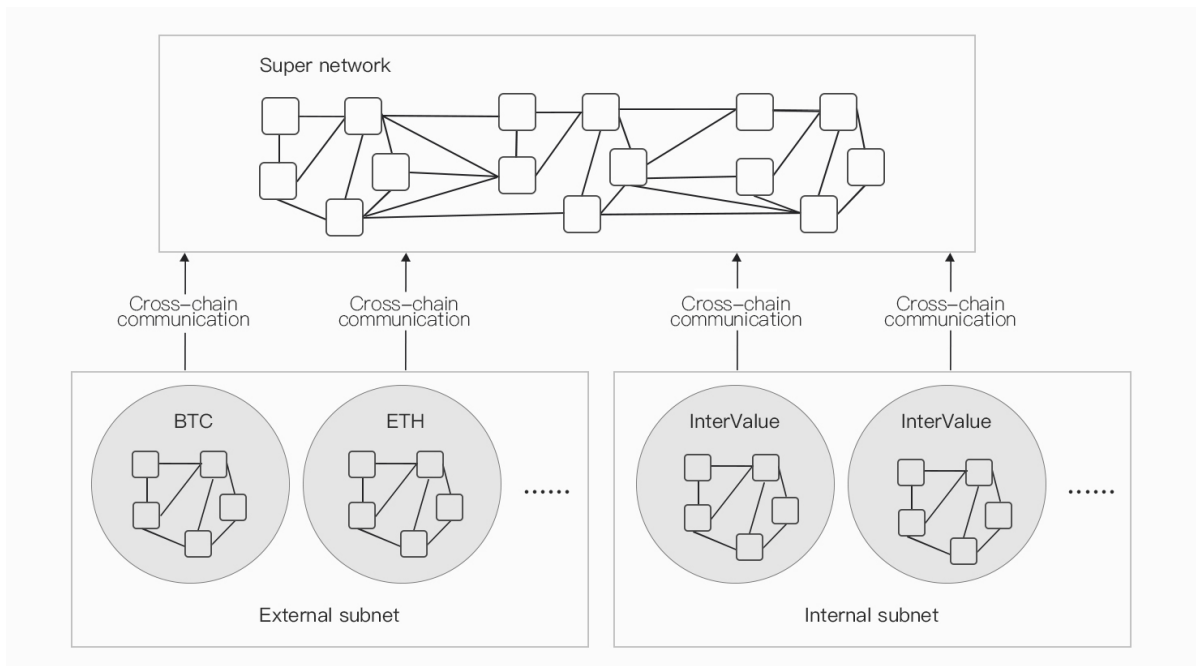 Super network
Cross–chain
communication
Cross–chain
communication
Cross–chain
communication
Cross–chain
communication
BTC
ETH
InterValue
InterValue
......
......
External subnet
Internal subnet